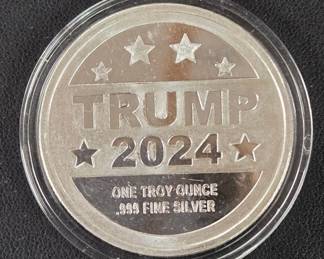 TRUMP
2024
ONE TROY OUNCE
.999 FINE SILVER